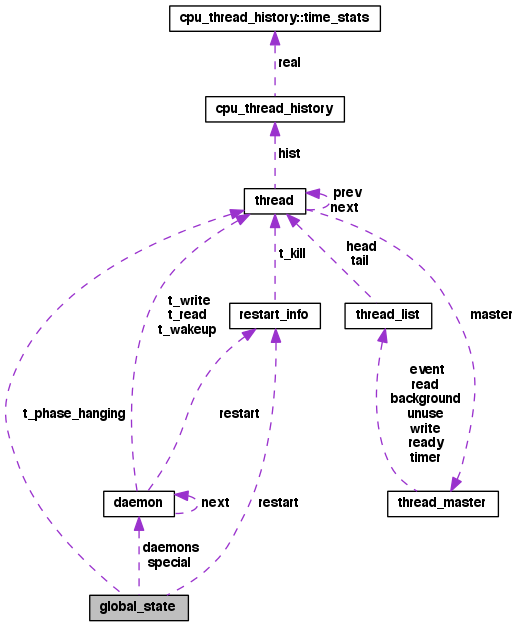 cpu_thread_history::time_stats
real
cpu_thread_history
hist
thread
prev
next
t_kill
head
tail
t_write
t_read
t_wakeup
restart_info
thread_list
master
t_phase_hanging
restart
event
read
background
unuse
write
ready
timer
daemon
next
restart
thread_master
daemons
special
global_state